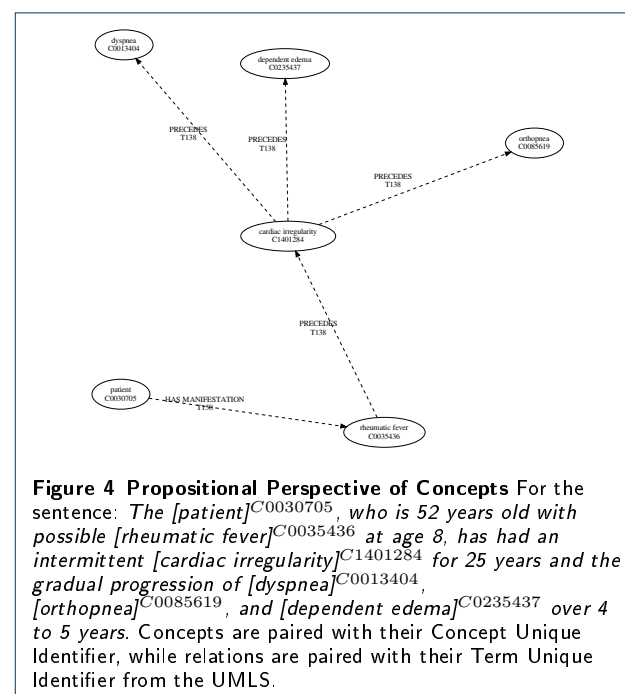 dyspnea
C0013404
dependent edema
C0235437
orthopnea
C0085619
PRECEDES
T138
PRECEDES
T138
PRECEDES
T138
cardiac irregularity
C1401284
PRECEDES
T138
patient
C0030705
HAS MANIFESTATION
T150
rheumatic fever
C0035436
Figure 4 Propositional Perspective of Concepts For the
sentence: The [patient]C0030705, who is 52 years old with
possible [rheumatic fever]C0035436 at age 8, has had an
intermittent [cardiac irregularity]C1401284 for 25 years and the
gradual progression of [dyspnea]C0013404,
[orthopnea]C0085619, and [dependent edema]C0235437 over 4
to 5 years. Concepts are paired with their Concept Unique
Identifier, while relations are paired with their Term Unique
Identifier from the UMLS.